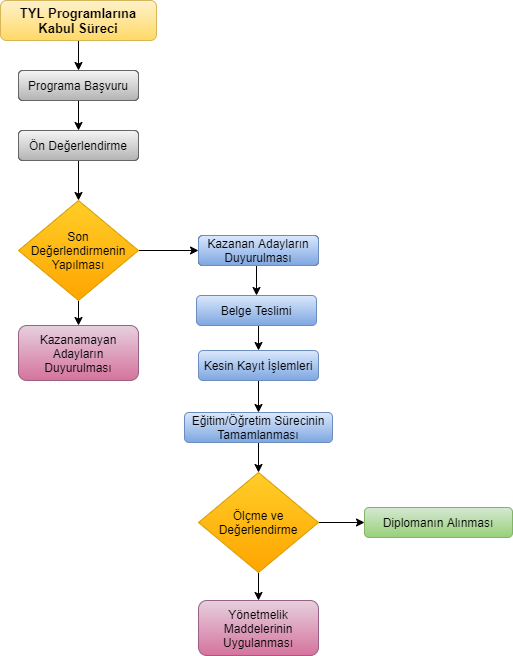 TYL Programlarına
Kabul Süreci
Programa Başvuru
Ön Değerlendirme
Son
Değerlendirmenin
Yapılması
Kazanamayan
Adayların
Duyurulması
Kazanan Adayların
Duyurulması
Belge Teslimi
Kesin Kayıt İşlemleri
Eğitim/Öğretim Sürecinin
Tamamlanması
Ölçme ve
Değerlendirme
Diplomanın Alınması
Yönetmelik
Maddelerinin
Uygulanması